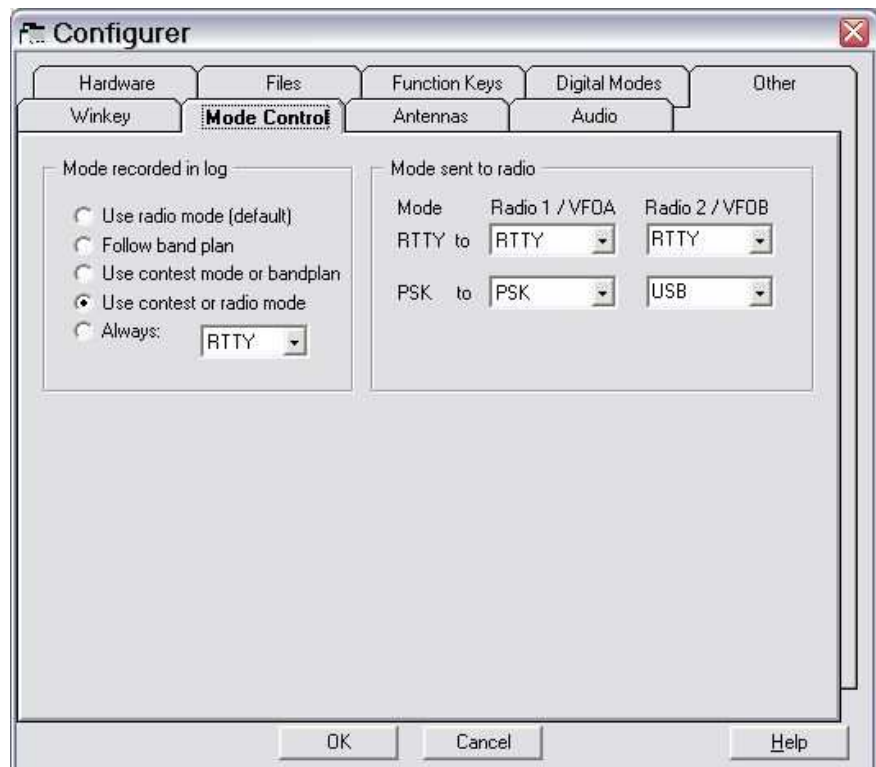 Configurer
Hardware Files Function Keys Digital Modes Other
Winkey Mode Control Antennas Audio
Mode recorded in log
Use radio mode (default)
Follow band plan
Use contest mode or bandplan
Use contest or radio mode
Always: RTTY
Mode sent to radio
Mode Radio 1 / VFOA Radio 2 / VFOB
RTTY to RTTY RTTY
PSK to PSK USB
OK Cancel Help